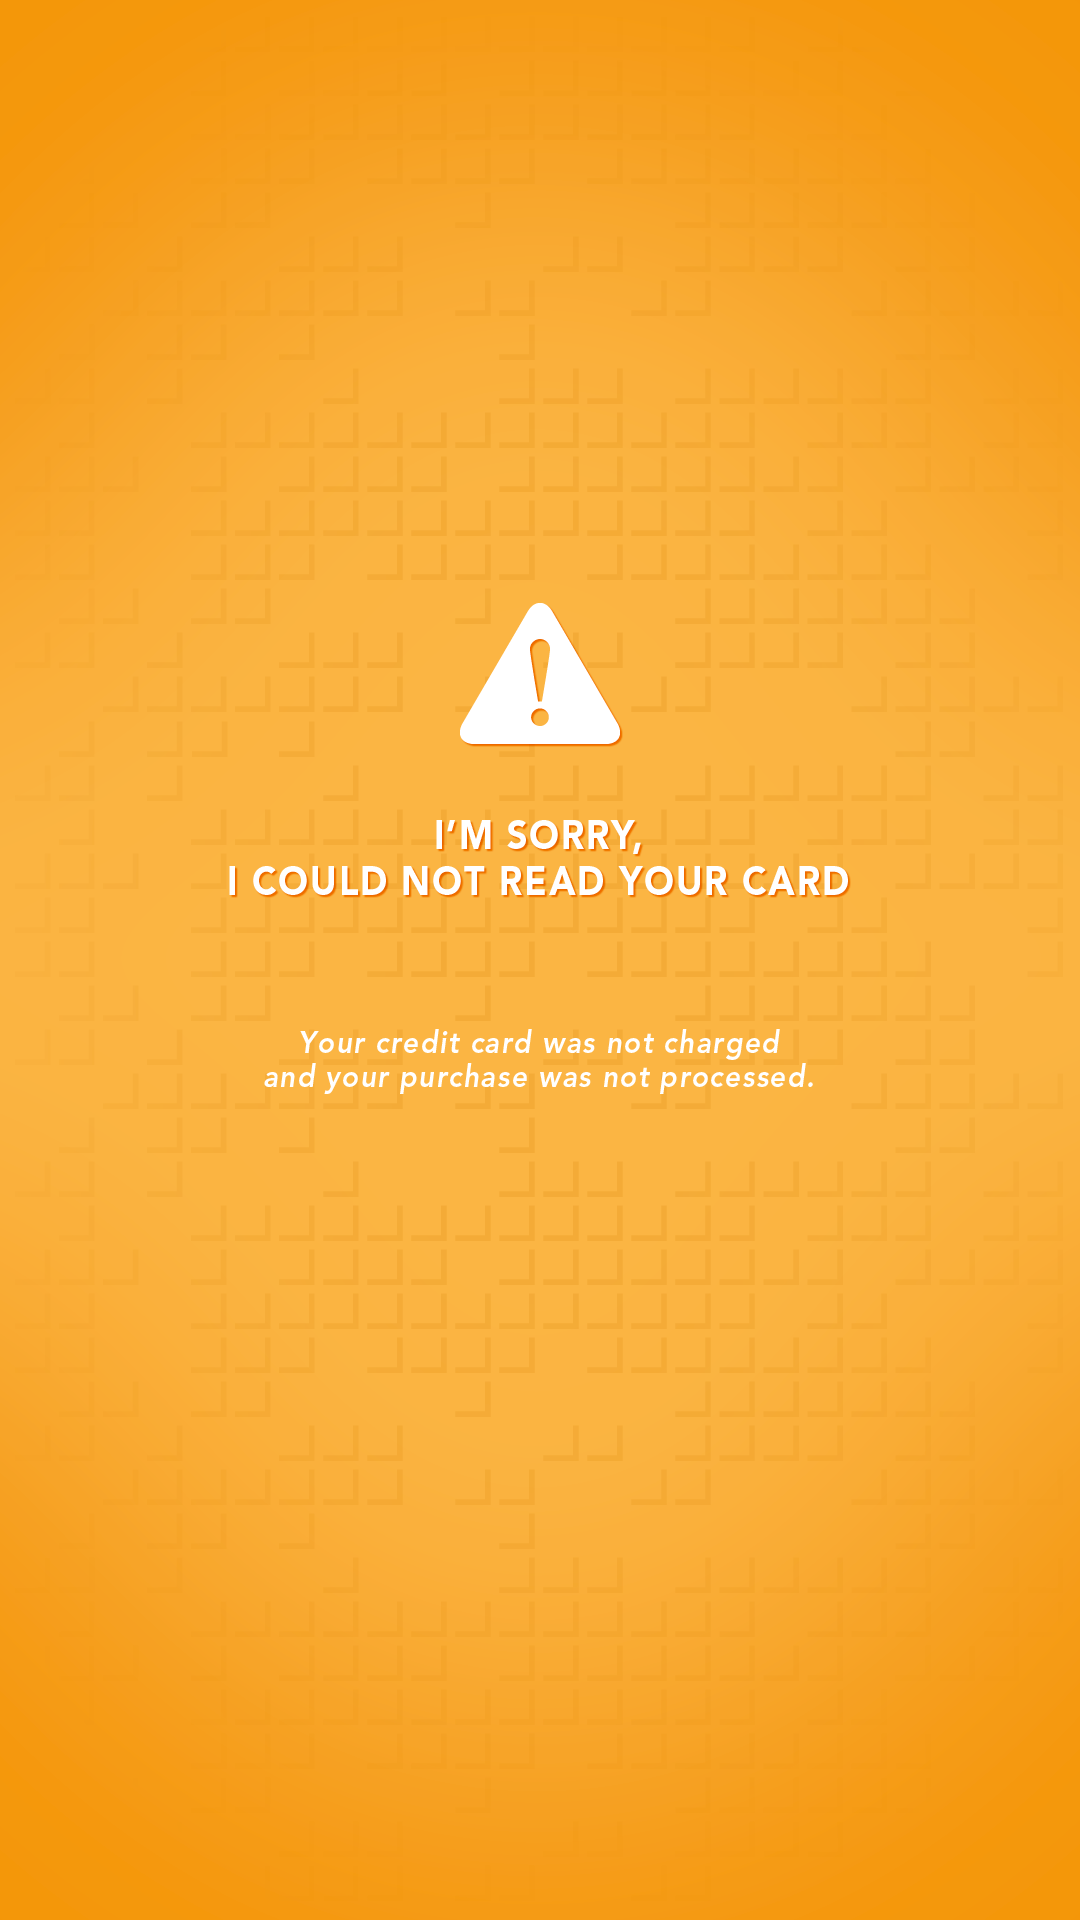 I’M SORRY,
I COULD NOT READ YOUR CARD
Your credit card was not charged
and your purchase was not processed.